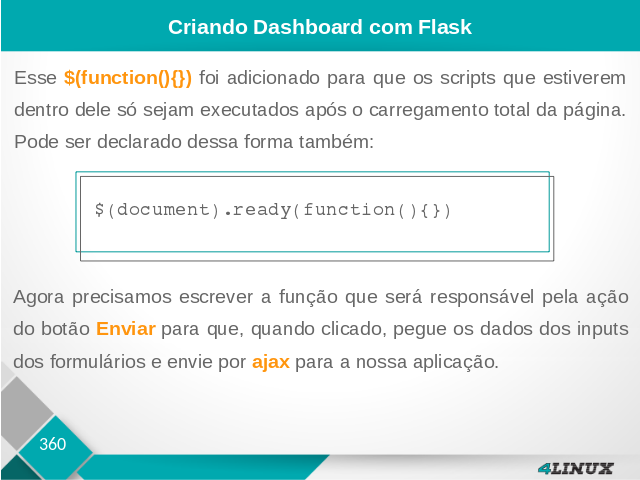 Criando Dashboard com Flask
Esse $(function(){}) foi adicionado para que os scripts que estiverem
dentro dele só sejam executados após o carregamento total da página.
Pode ser declarado dessa forma também:
$(document).ready(function(){})
Agora precisamos escrever a função que será responsável pela ação
do botão Enviar para que, quando clicado, pegue os dados dos inputs
dos formulários e envie por ajax para a nossa aplicação.
360
4LINUX